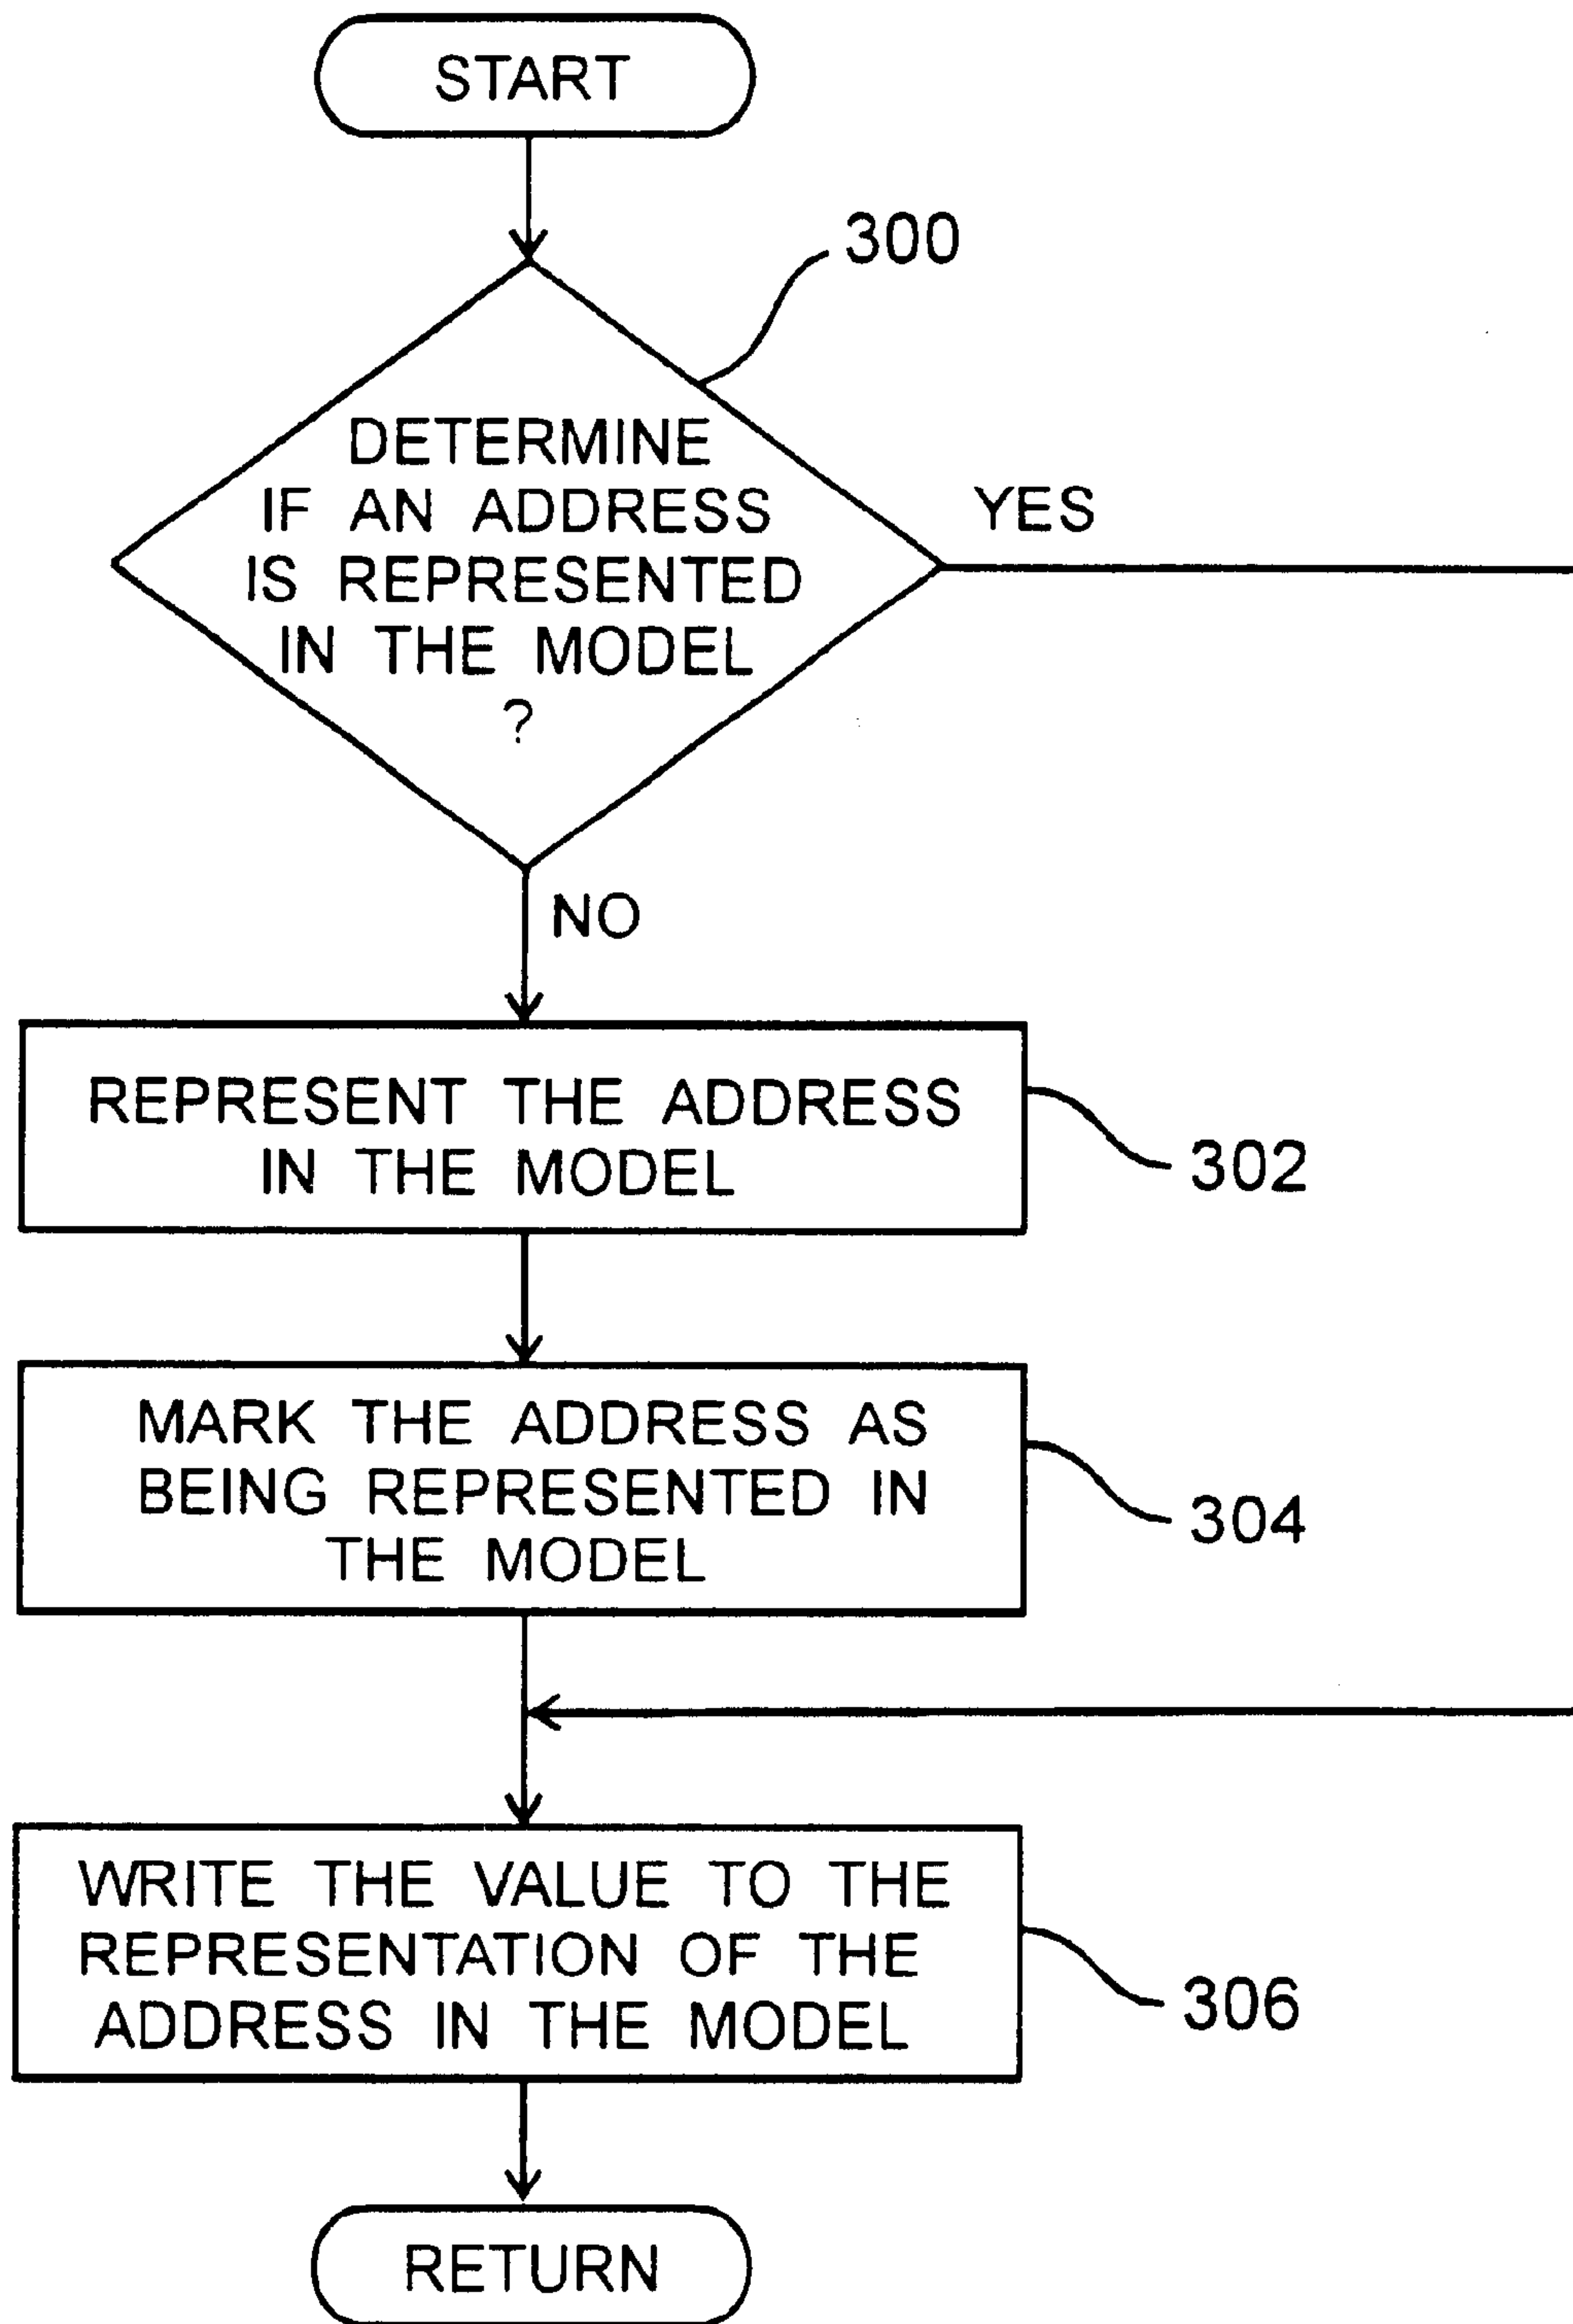 START
300
DETERMINE
IF AN ADDRESS
IS REPRESENTED
IN THE MODEL
?
YES
NO
REPRESENT THE ADDRESS
IN THE MODEL
302
MARK THE ADDRESS AS
BEING REPRESENTED IN
THE MODEL
304
WRITE THE VALUE TO THE
REPRESENTATION OF THE
ADDRESS IN THE MODEL
306
RETURN